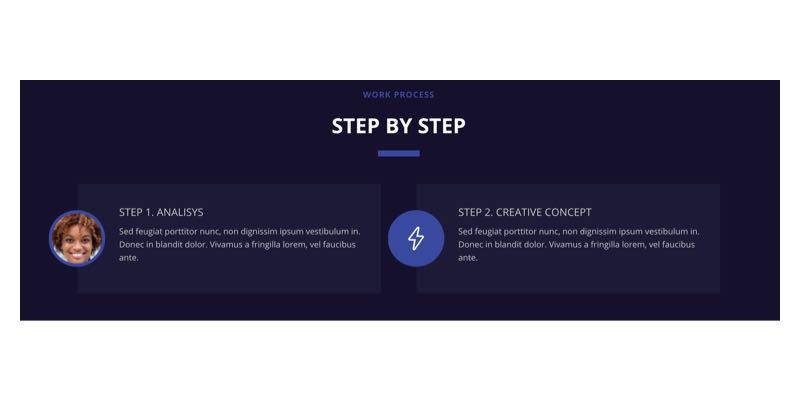 WORK PROCESS
STEP BY STEP
STEP 1. ANALISYS
Sed feugiat porttitor nunc, non dignissim ipsum vestibulum in.
Donec in blandit dolor. Vivamus a fringilla lorem, vel faucibus
ante.
STEP 2. CREATIVE CONCEPT
Sed feugiat porttitor nunc, non dignissim ipsum vestibulum in.
Donec in blandit dolor. Vivamus a fringilla lorem, vel faucibus
ante.